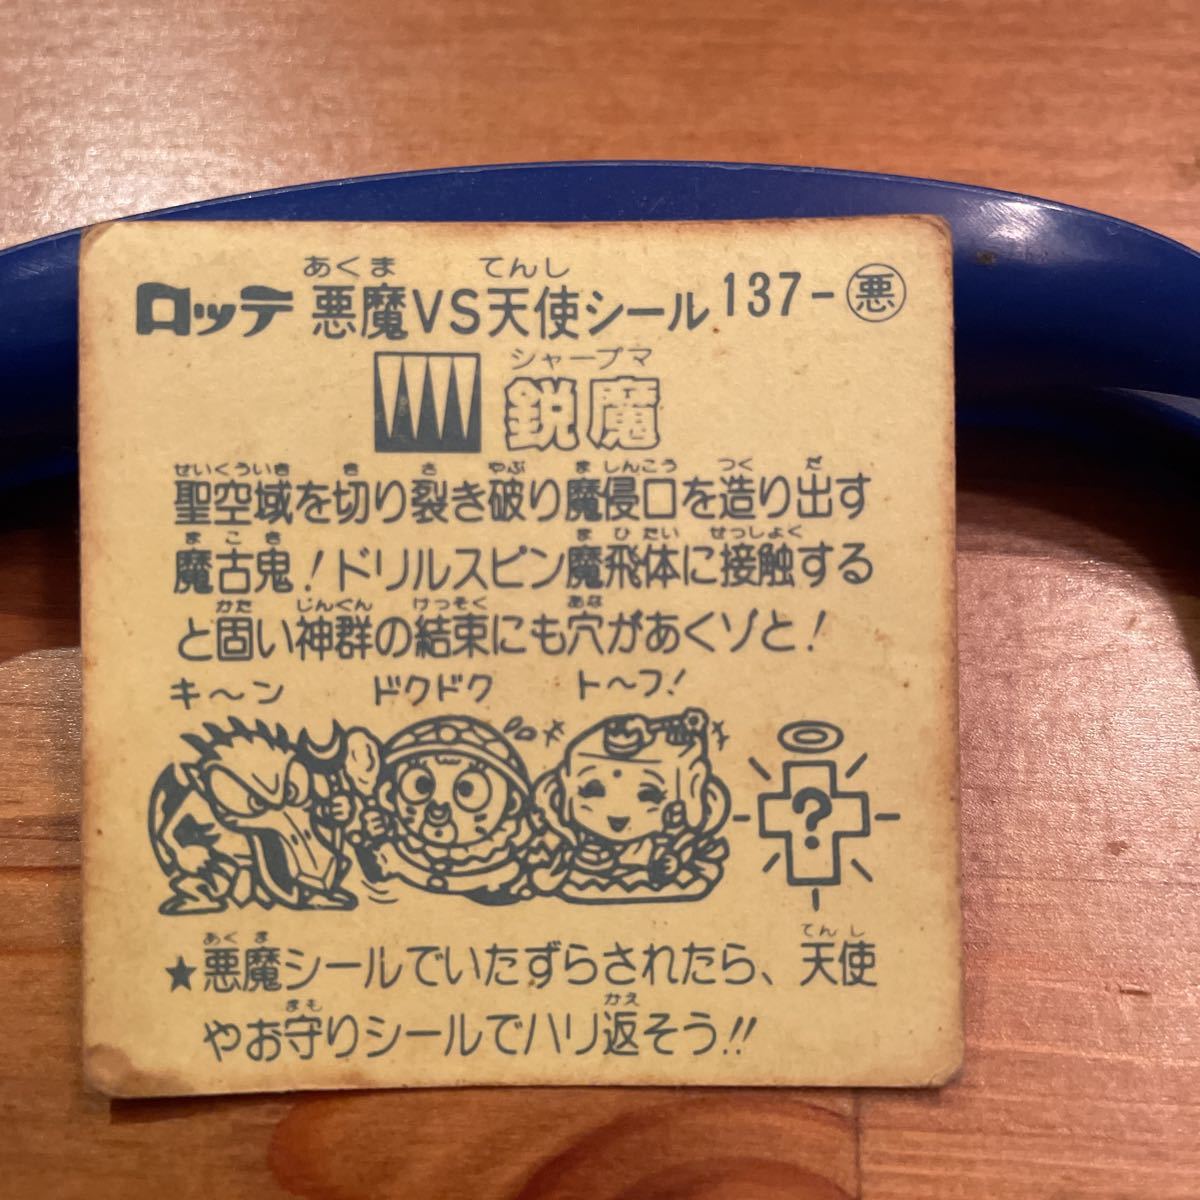 ロッテ 悪魔VS天使シール 137-悪
あくま てんし
シャープマ
鋭魔
せいくういき き さ やぶ ましんこう つく だ
聖空域を切り裂き破り魔侵口を造り出す
まこき まひたい せっしょく
魔古鬼!ドリルスピン魔飛体に接触する
かた じんぐん けっそく あな
と固い神群の結束にも穴があくゾと!
キ〜ン ドクドク ト〜フ!
?
あくま てんし
★悪魔シールでいたずらされたら、天使
まも かえ
やお守りシールでハリ返そう!!